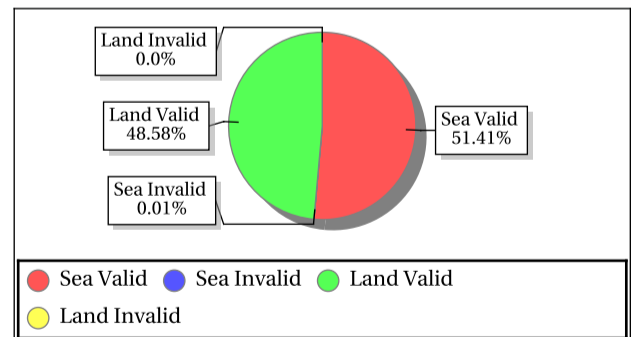 Land Invalid
0.0%
Land Valid
48.58%
Sea Valid
51.41%
Sea Invalid
0.01%
Sea Valid Sea Invalid Land Valid
Land Invalid